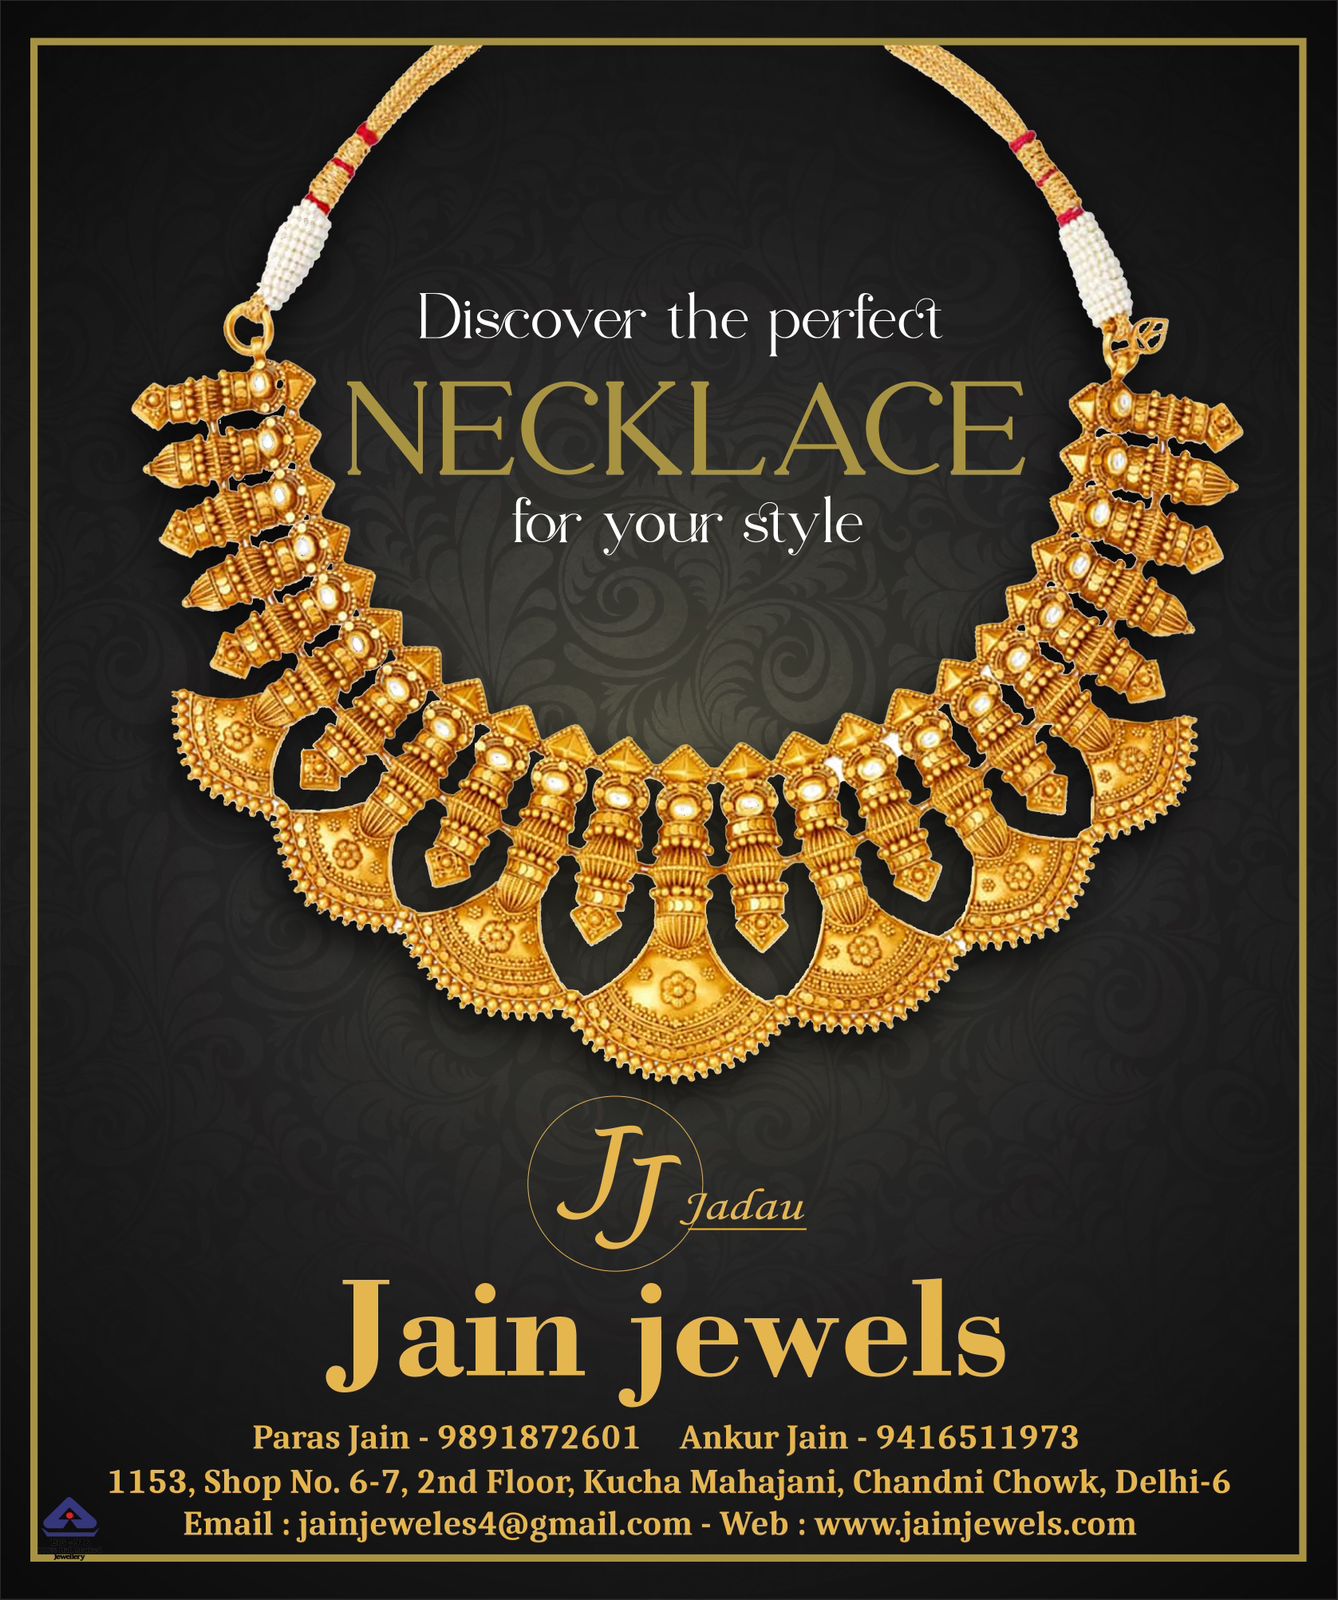 Discover the perfect
NECKLACE
for your style
JJ Jadau
Jain jewels
Paras Jain - 9891872601 Ankur Jain - 9416511973
1153, Shop No. 6-7, 2nd Floor, Kucha Mahajani, Chandni Chowk, Delhi-6
Email : jainjeweles4@gmail.com - Web : www.jainjewels.com
Jewellery